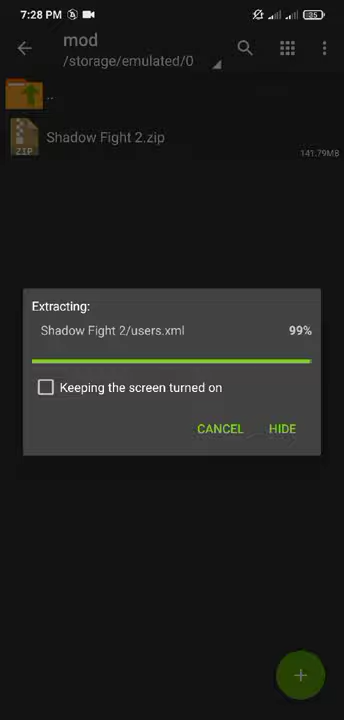 7:28 PM 35
mod
/storage/emulated/0
..
ZIP
Shadow Fight 2.zip
141.79MB
Extracting:
Shadow Fight 2/users.xml 99%
Keeping the screen turned on
CANCEL HIDE